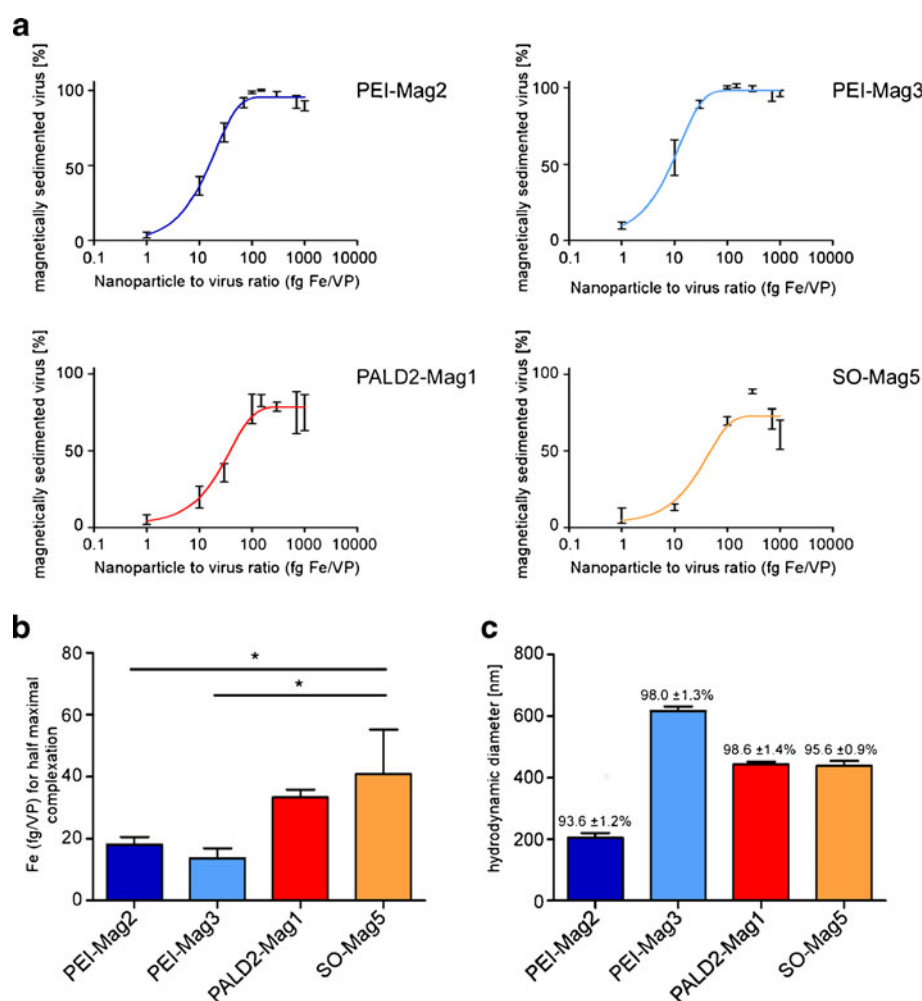 a
magnetically sedimented virus [%]
100
50
0
0.1 1 10 100 1000 10000
Nanoparticle to virus ratio (fg Fe/VP)
PEI-Mag2
magnetically sedimented virus [%]
100
50
0
0.1 1 10 100 1000 10000
Nanoparticle to virus ratio (fg Fe/VP)
PEI-Mag3
magnetically sedimented virus [%]
100
50
0
0.1 1 10 100 1000 10000
Nanoparticle to virus ratio (fg Fe/VP)
PALD2-Mag1
magnetically sedimented virus [%]
100
50
0
0.1 1 10 100 1000 10000
Nanoparticle to virus ratio (fg Fe/VP)
SO-Mag5
b
Fe (fg/VP) for half maximal
complexation
80
60
40
20
0
*
*
PEI-Mag2
PEI-Mag3
PALD2-Mag1
SO-Mag5
c
hydrodynamic diameter [nm]
800
600
400
200
0
93.6 ±1.2%
98.0 ±1.3%
98.6 ±1.4%
95.6 ±0.9%
PEI-Mag2
PEI-Mag3
PALD2-Mag1
SO-Mag5